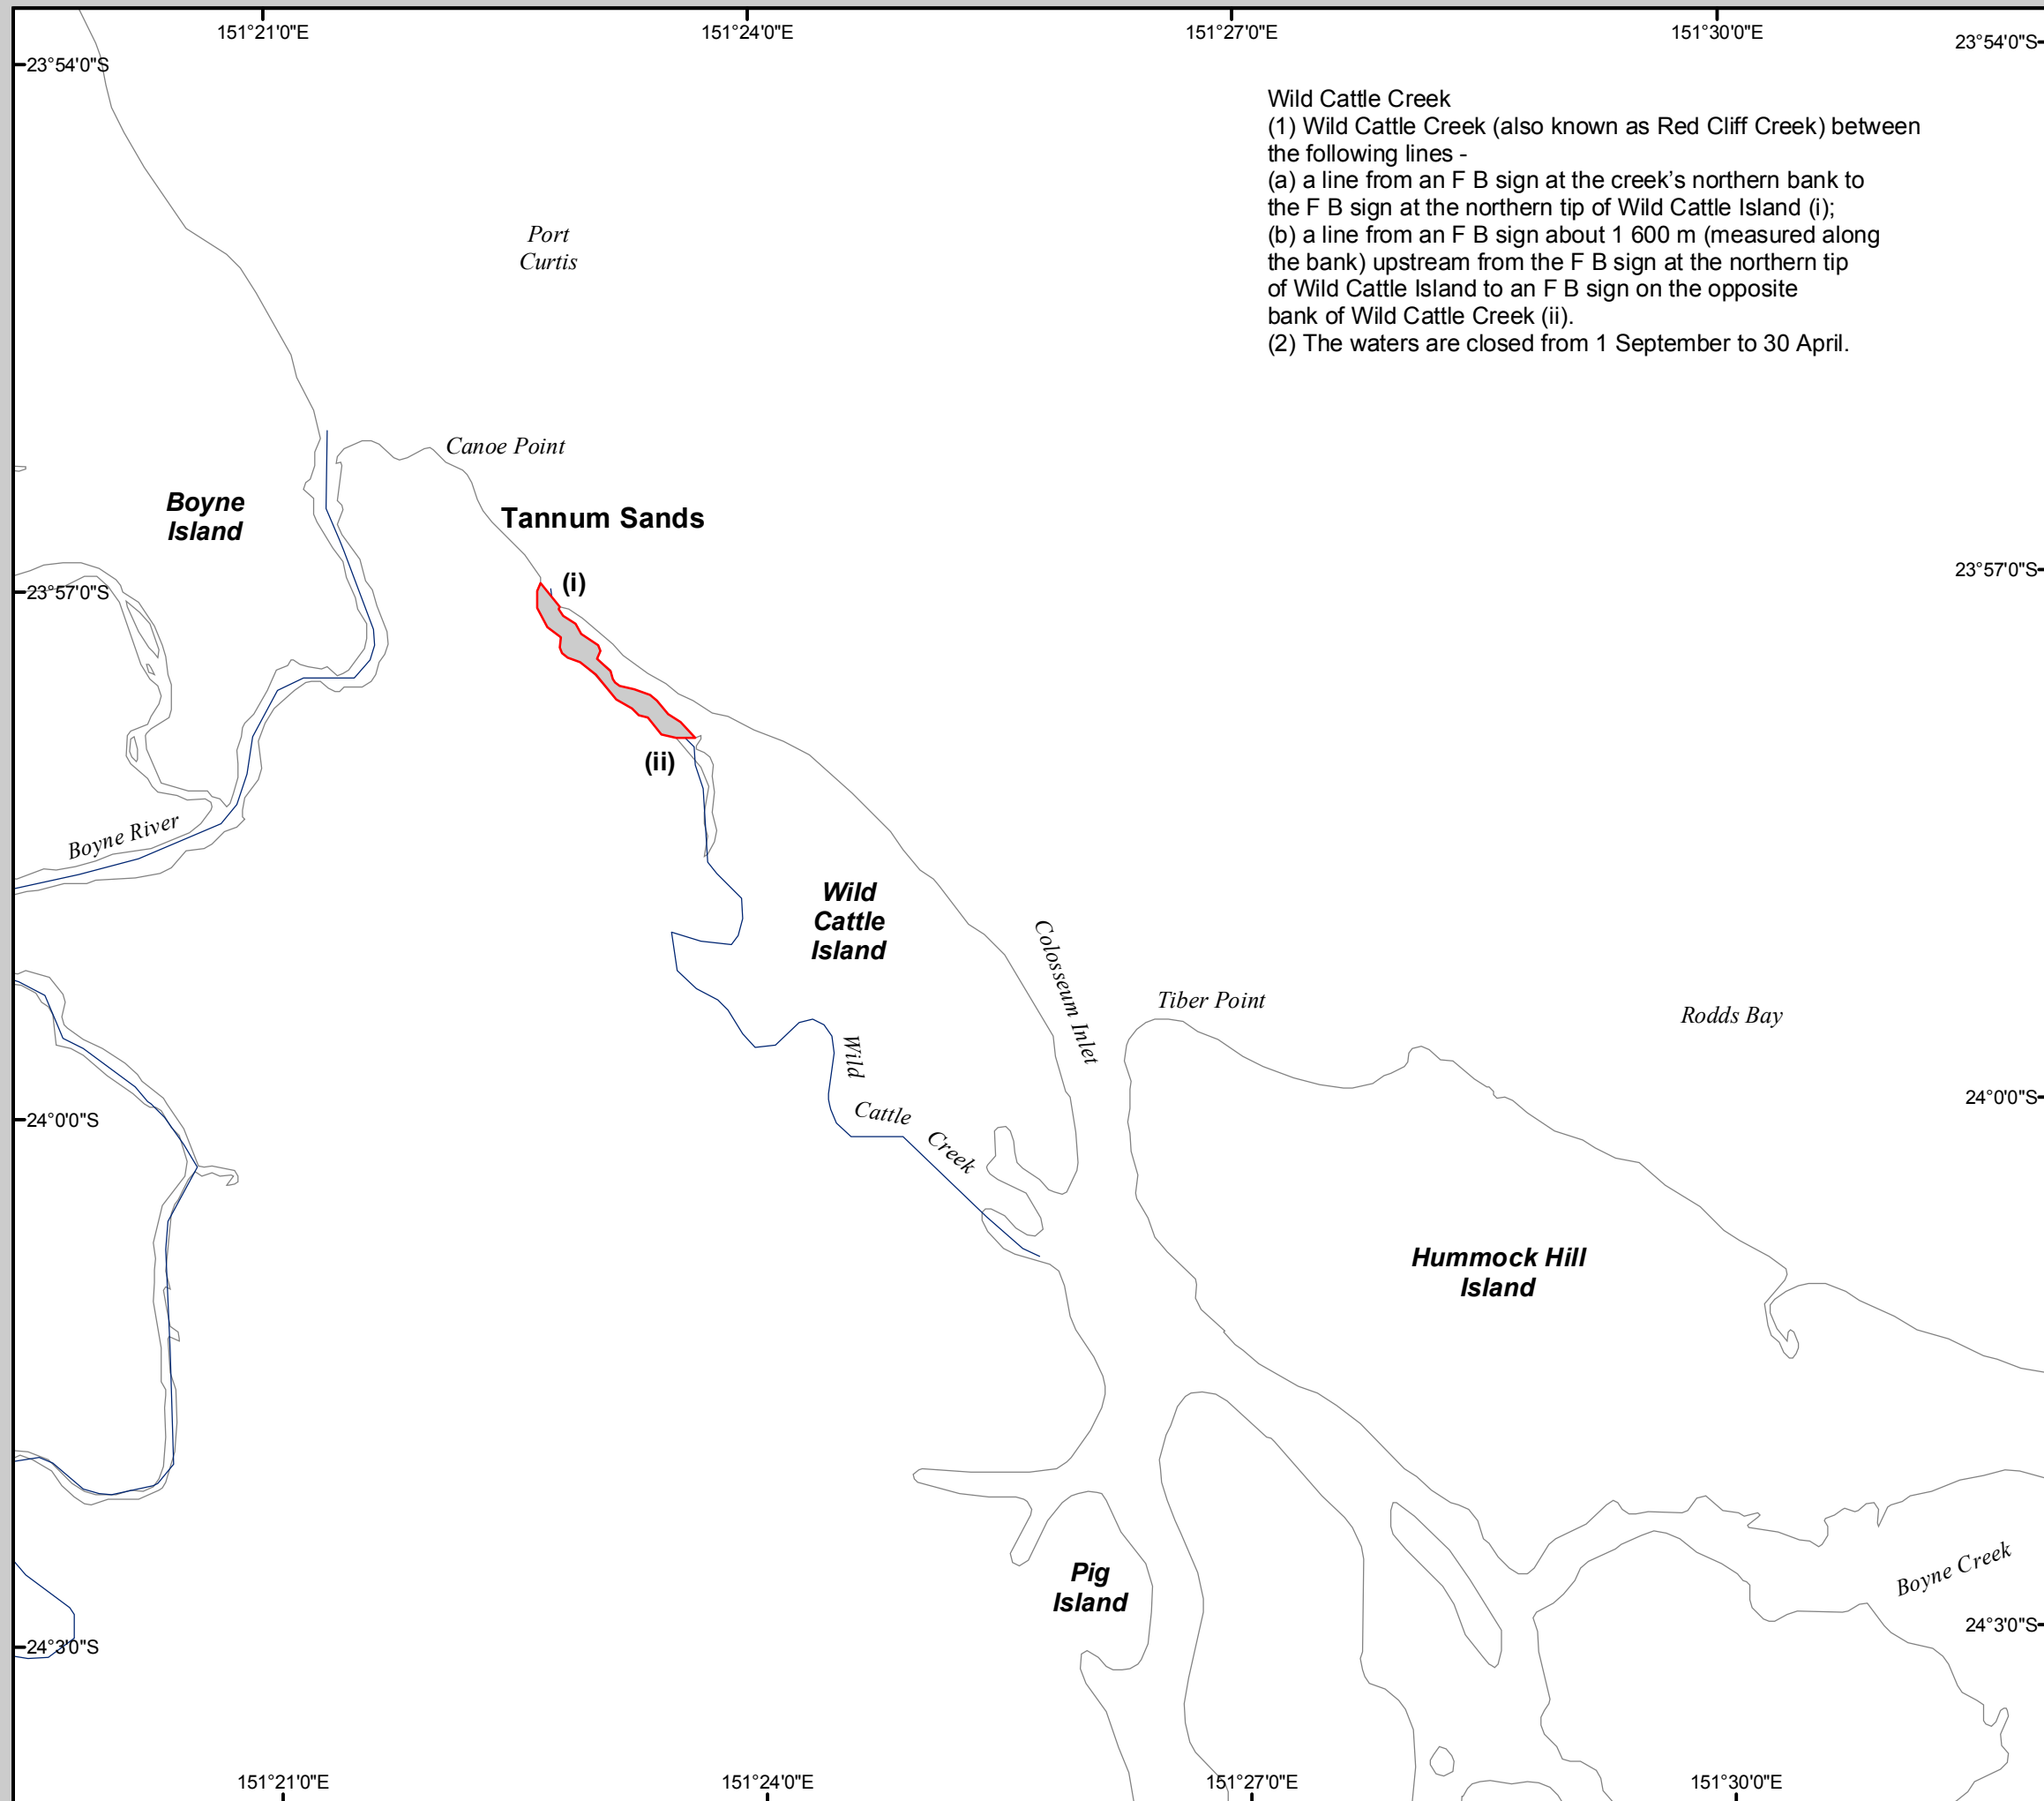 151°21'0"E
151°24'0"E
151°27'0"E
151°30'0"E
23°54'0"S
23°54'0"S
Wild Cattle Creek
(1) Wild Cattle Creek (also known as Red Cliff Creek) between
the following lines -
(a) a line from an F B sign at the creek’s northern bank to
the F B sign at the northern tip of Wild Cattle Island (i);
(b) a line from an F B sign about 1 600 m (measured along
the bank) upstream from the F B sign at the northern tip
of Wild Cattle Island to an F B sign on the opposite
bank of Wild Cattle Creek (ii).
(2) The waters are closed from 1 September to 30 April.
Port
Curtis
Canoe Point
Boyne
Island
Tannum Sands
(i)
23°57'0"S
23°57'0"S
(ii)
Boyne River
Wild
Cattle
Island
Colosseum Inlet
Tiber Point
Rodds Bay
Wild
Cattle
Creek
24°0'0"S
24°0'0"S
Hummock Hill
Island
Pig
Island
Boyne Creek
24°3'0"S
24°3'0"S
151°21'0"E
151°24'0"E
151°27'0"E
151°30'0"E